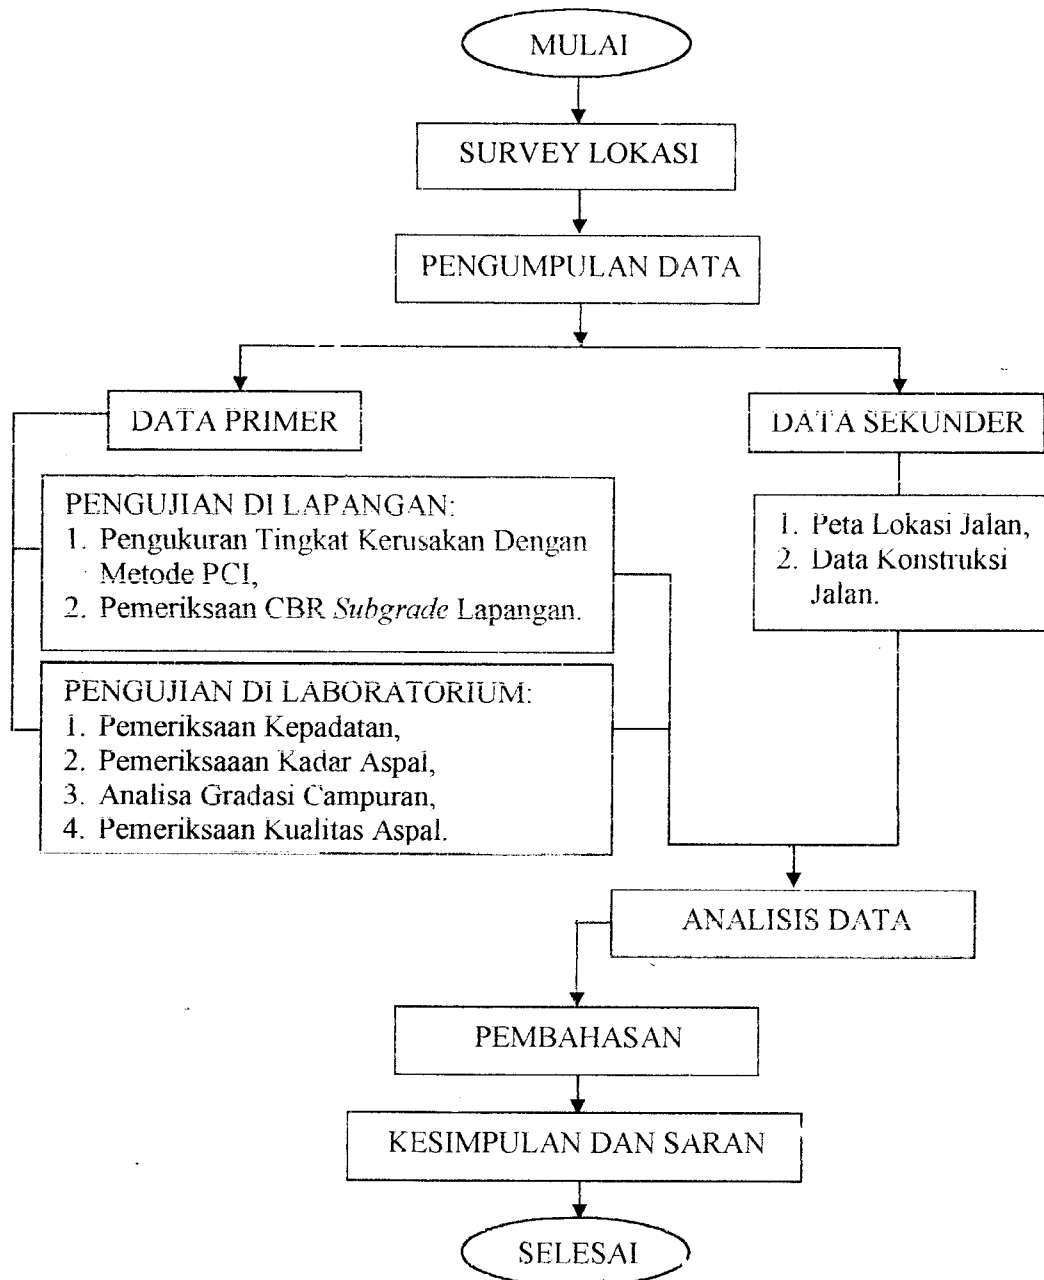 MULAI
SURVEY LOKASI
PENGUMPULAN DATA
DATA PRIMER
DATA SEKUNDER
PENGUJIAN DI LAPANGAN:
1. Pengukuran Tingkat Kerusakan Dengan
Metode PCI,
2. Pemeriksaan CBR Subgrade Lapangan.
1. Peta Lokasi Jalan,
2. Data Konstruksi
Jalan.
PENGUJIAN DI LABORATORIUM:
1. Pemeriksaan Kepadatan,
2. Pemeriksaaan Kadar Aspal,
3. Analisa Gradasi Campuran,
4. Pemeriksaan Kualitas Aspal.
ANALISIS DATA
PEMBAHASAN
KESIMPULAN DAN SARAN
SELESAI